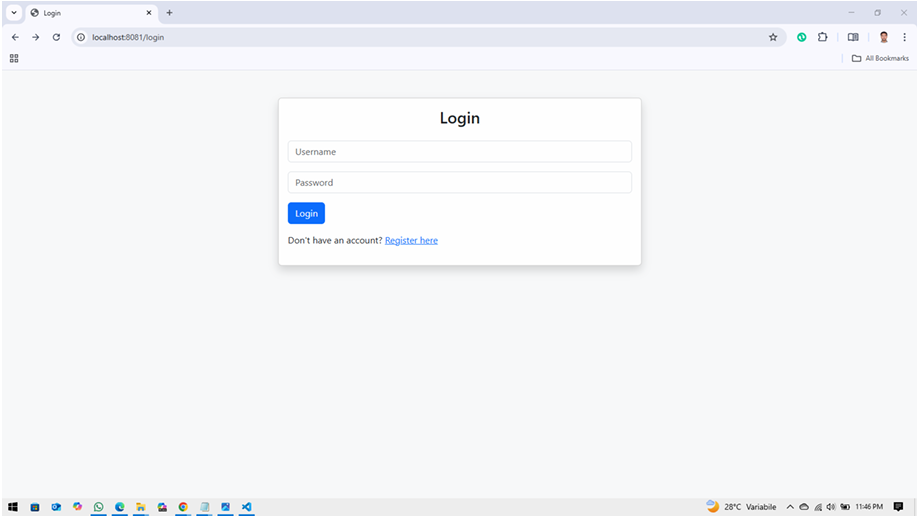 Login
localhost:8081/login
All Bookmarks
Login
Username
Password
Login
Don't have an account? Register here
28°C Variabile
11:46 PM